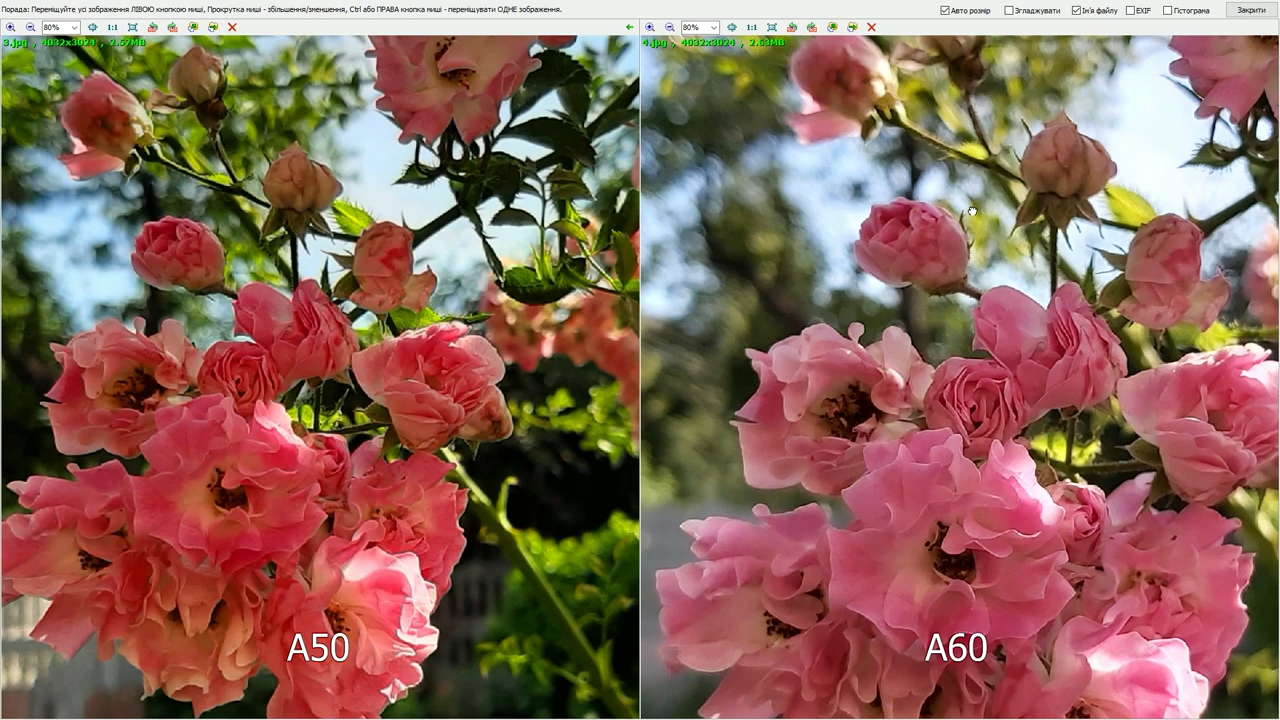 Порада: Переміщуйте усі зображення ЛІВОЮ кнопкою миші, Прокрутка миші - збільшення/зменшення, Ctrl або ПРАВА кнопка миші - переміщувати ОДНЕ зображення.
Авто розмір
Згладжувати
Ім'я файлу
EXIF
Гістограма
Закрити
80%
1:1
80%
1:1
3.jpg , 4032x3024 , 2.67MB
4.jpg , 4032x3024 , 2.63MB
A50
A60